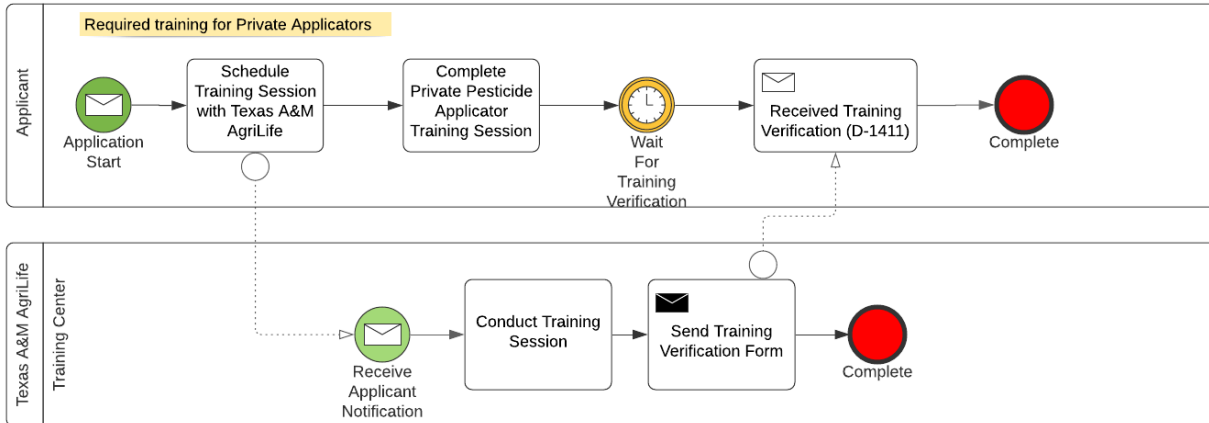 Required training for Private Applicators
Applicant
Application
Start
Schedule
Training Session
with Texas A&M
AgriLife
Complete
Private Pesticide
Applicator
Training Session
Wait
For
Training
Verification
Received Training
Verification (D-1411)
Complete
Texas A&M AgriLife
Training Center
Receive
Applicant
Notification
Conduct Training
Session
Send Training
Verification Form
Complete